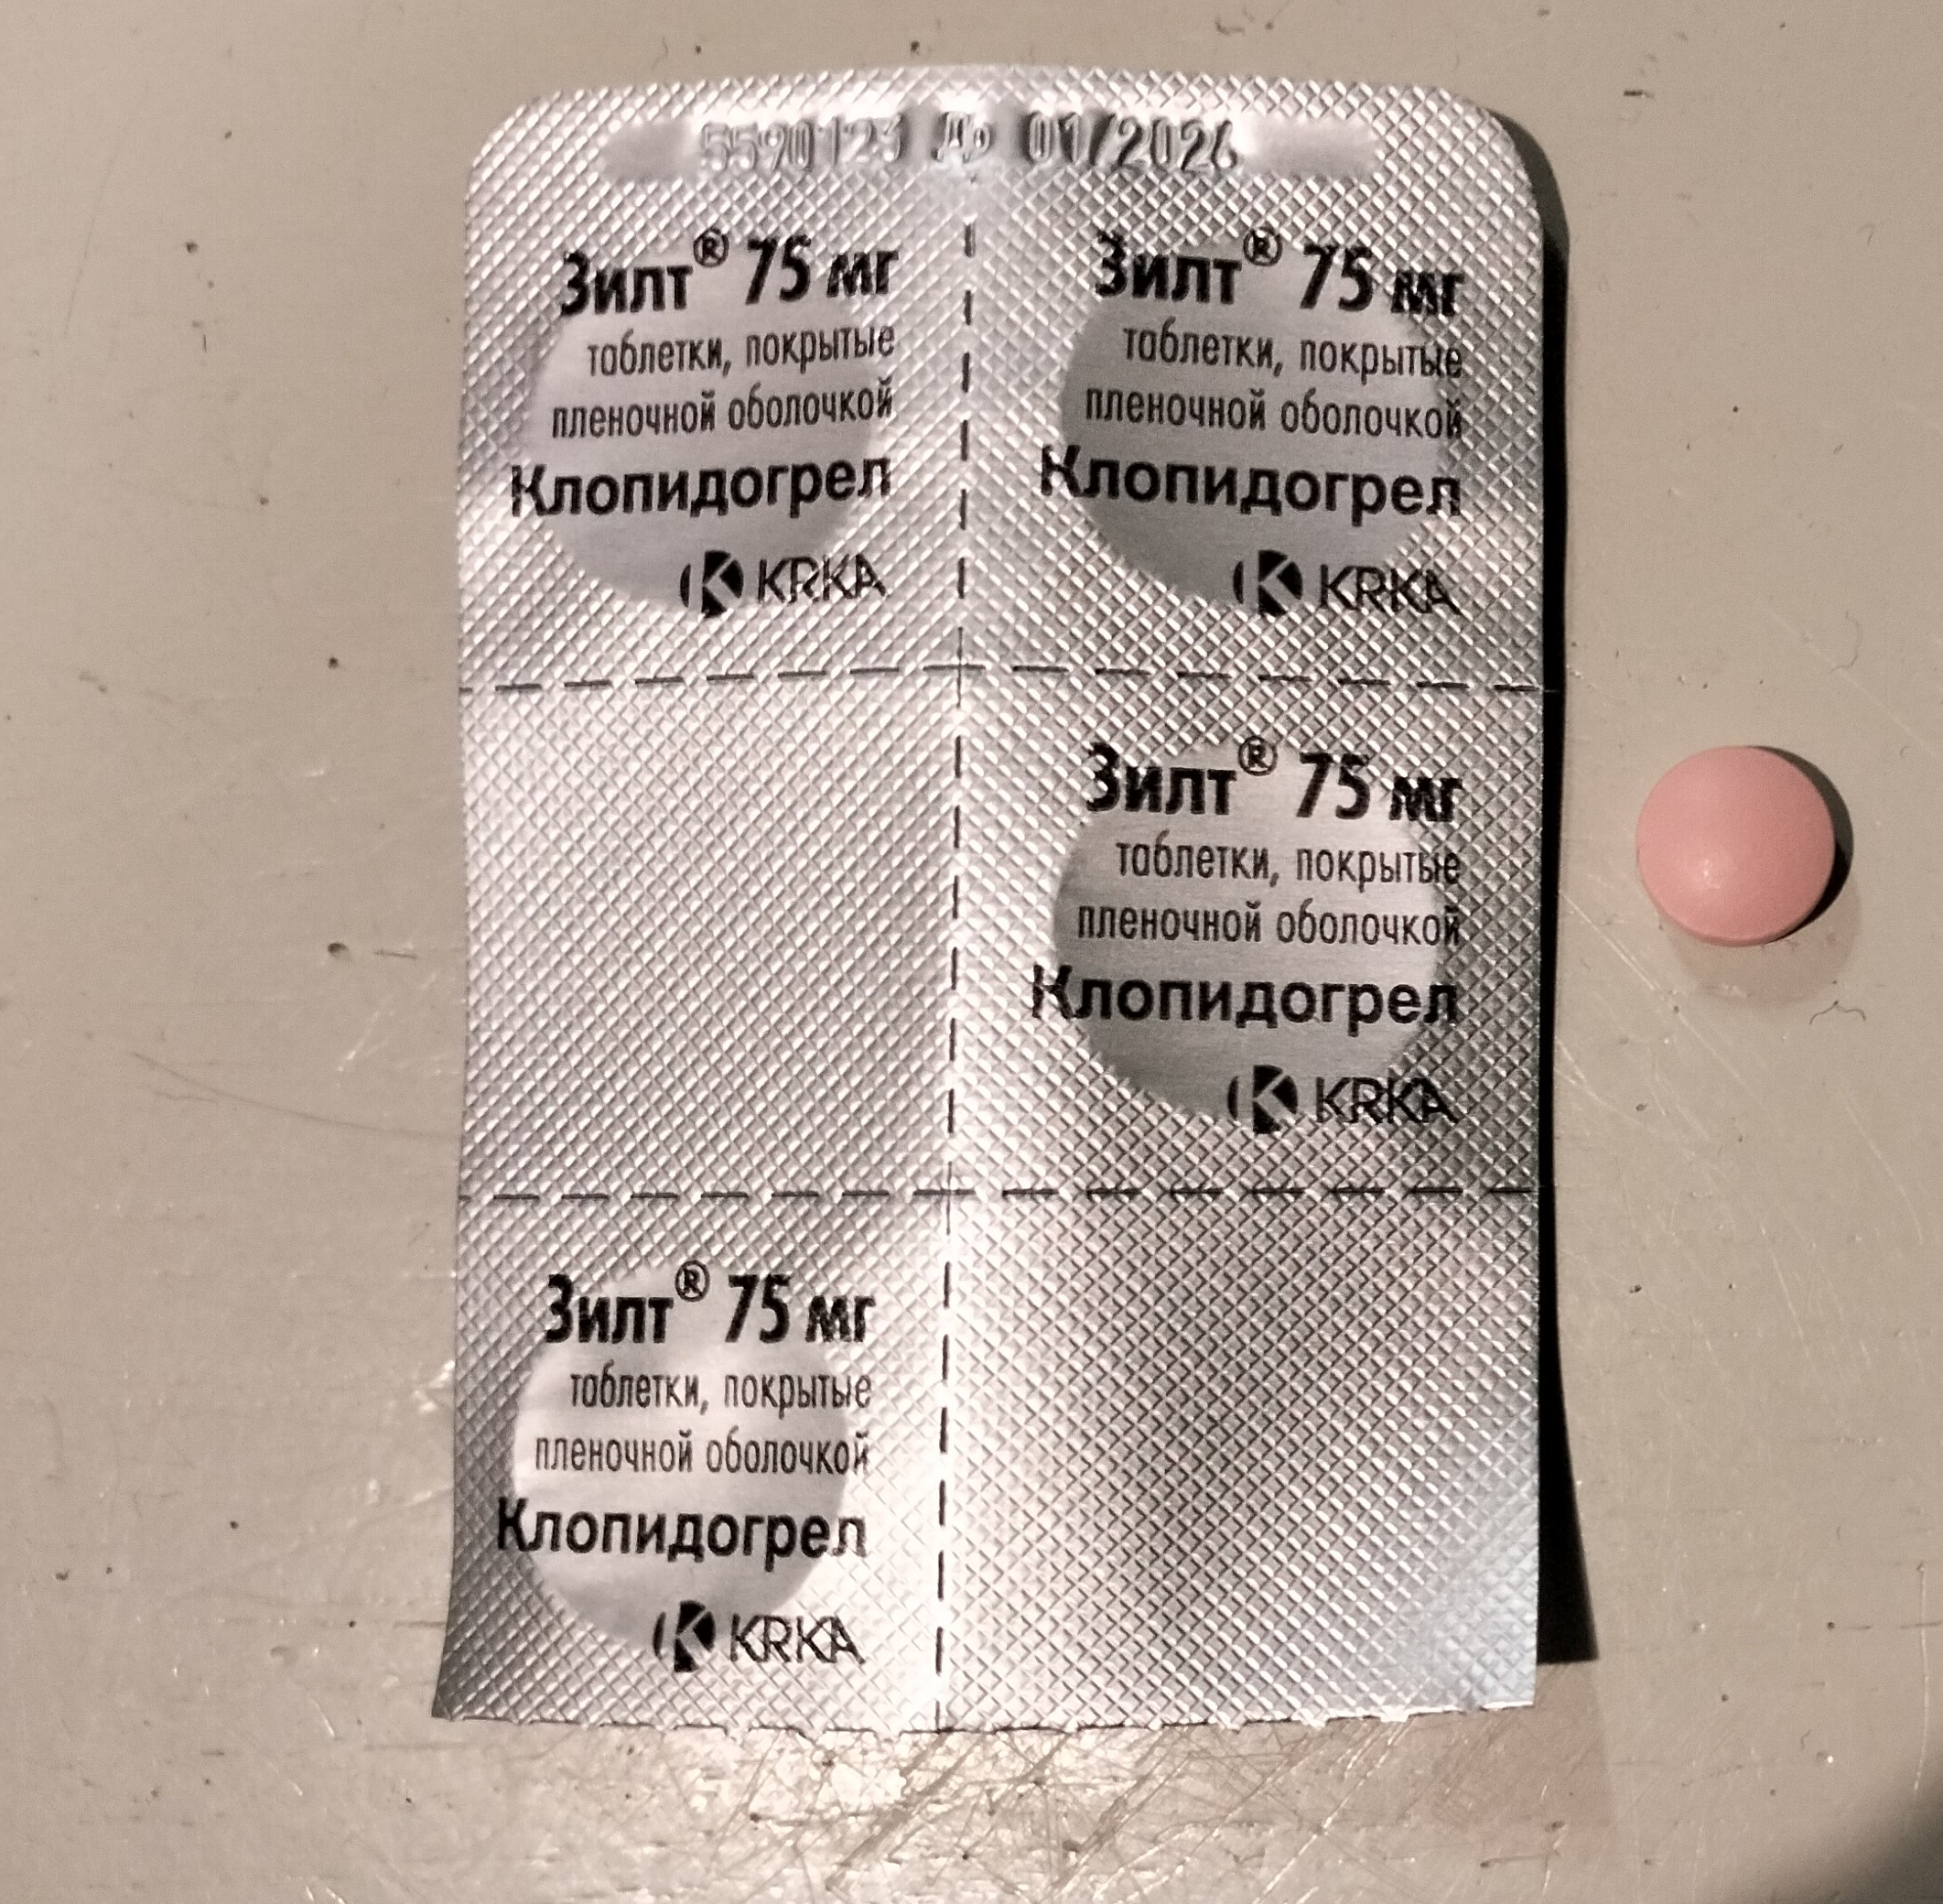 5590123 До 01/2026
Зилт® 75 мг
таблетки, покрытые
пленочной оболочкой
Клопидогрел
KRKA
Зилт® 75 мг
таблетки, покрытые
пленочной оболочкой
Клопидогрел
KRKA
Зилт® 75 мг
таблетки, покрытые
пленочной оболочкой
Клопидогрел
KRKA
Зилт® 75 мг
таблетки, покрытые
пленочной оболочкой
Клопидогрел
KRKA